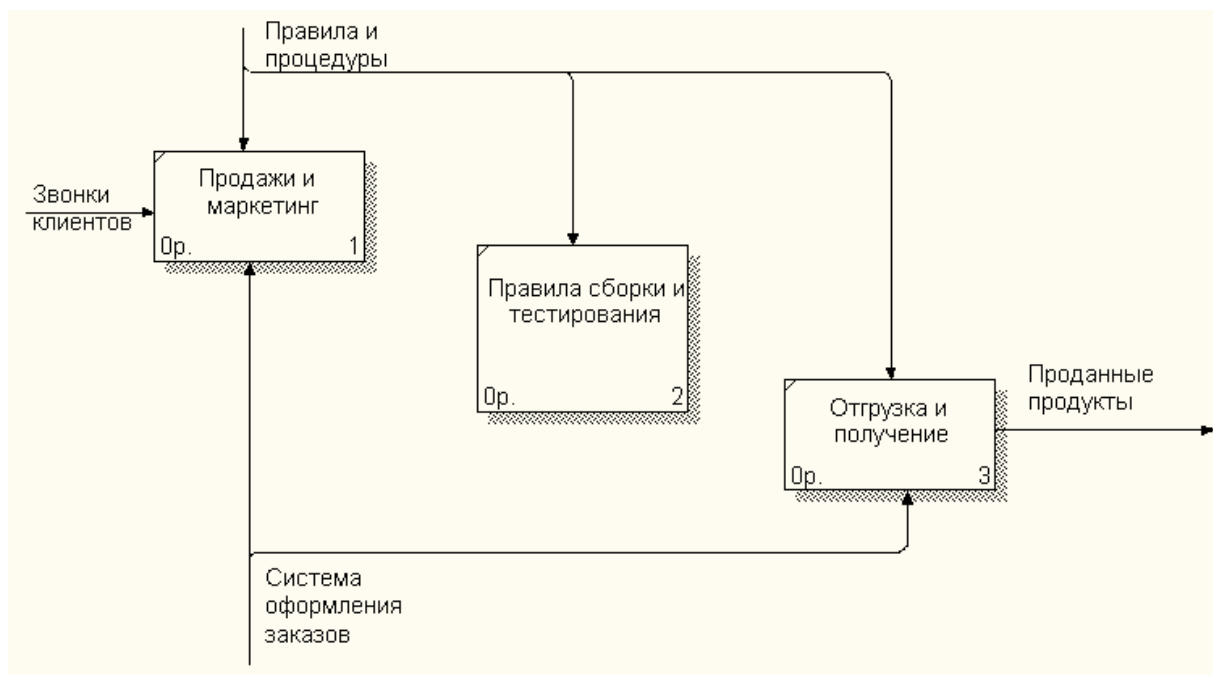 Правила и
процедуры
Звонки
клиентов
Продажи и
маркетинг
0р.
1
Правила сборки и
тестирования
0р.
2
Отгрузка и
получение
0р.
3
Проданные
продукты
Система
оформления
заказов